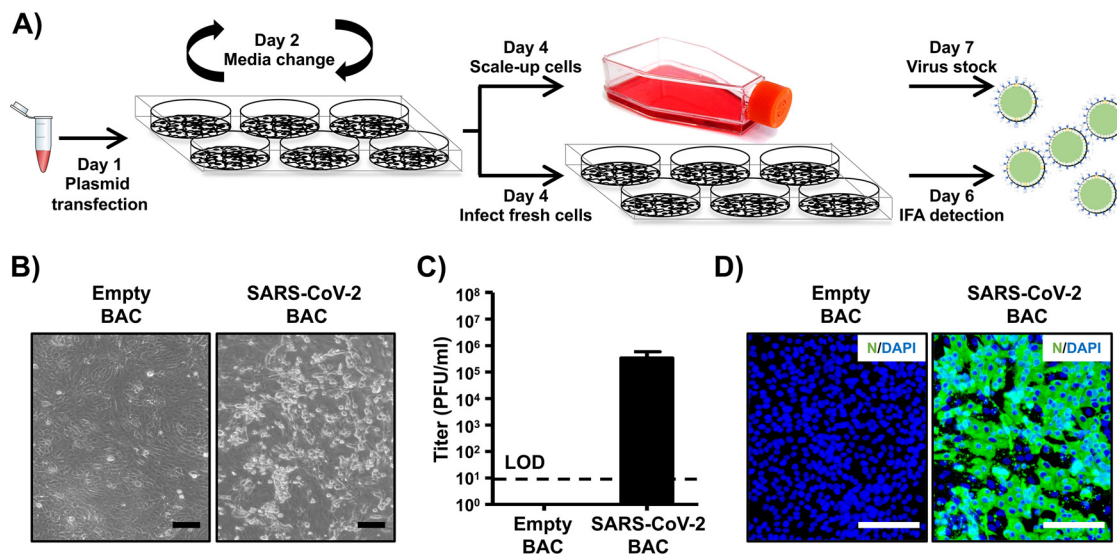 A)
Day 1
Plasmid
transfection
Day 2
Media change
Day 4
Scale-up cells
Day 4
Infect fresh cells
Day 7
Virus stock
Day 6
IFA detection
B)
Empty
BAC
SARS-CoV-2
BAC
C)
Titer (PFU/ml)
10⁸
10⁷
10⁶
10⁵
10⁴
10³
10²
10¹
10⁰
LOD
Empty
BAC
SARS-CoV-2
BAC
D)
Empty
BAC
SARS-CoV-2
BAC
N/DAPI
N/DAPI